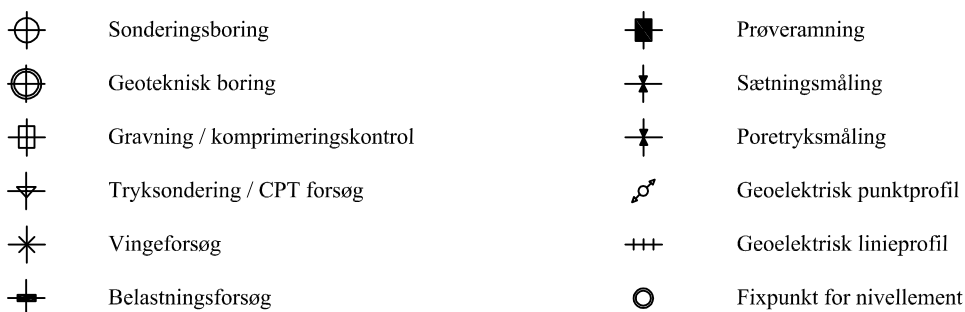 Sonderingsboring
Geoteknisk boring
Gravning / komprimeringskontrol
Tryksondering / CPT forsøg
Vingeforsøg
Belastningsforsøg
Prøveramning
Sætningsmåling
Poretryksmåling
Geoelektrisk punktprofil
Geoelektrisk linieprofil
Fixpunkt for nivellement